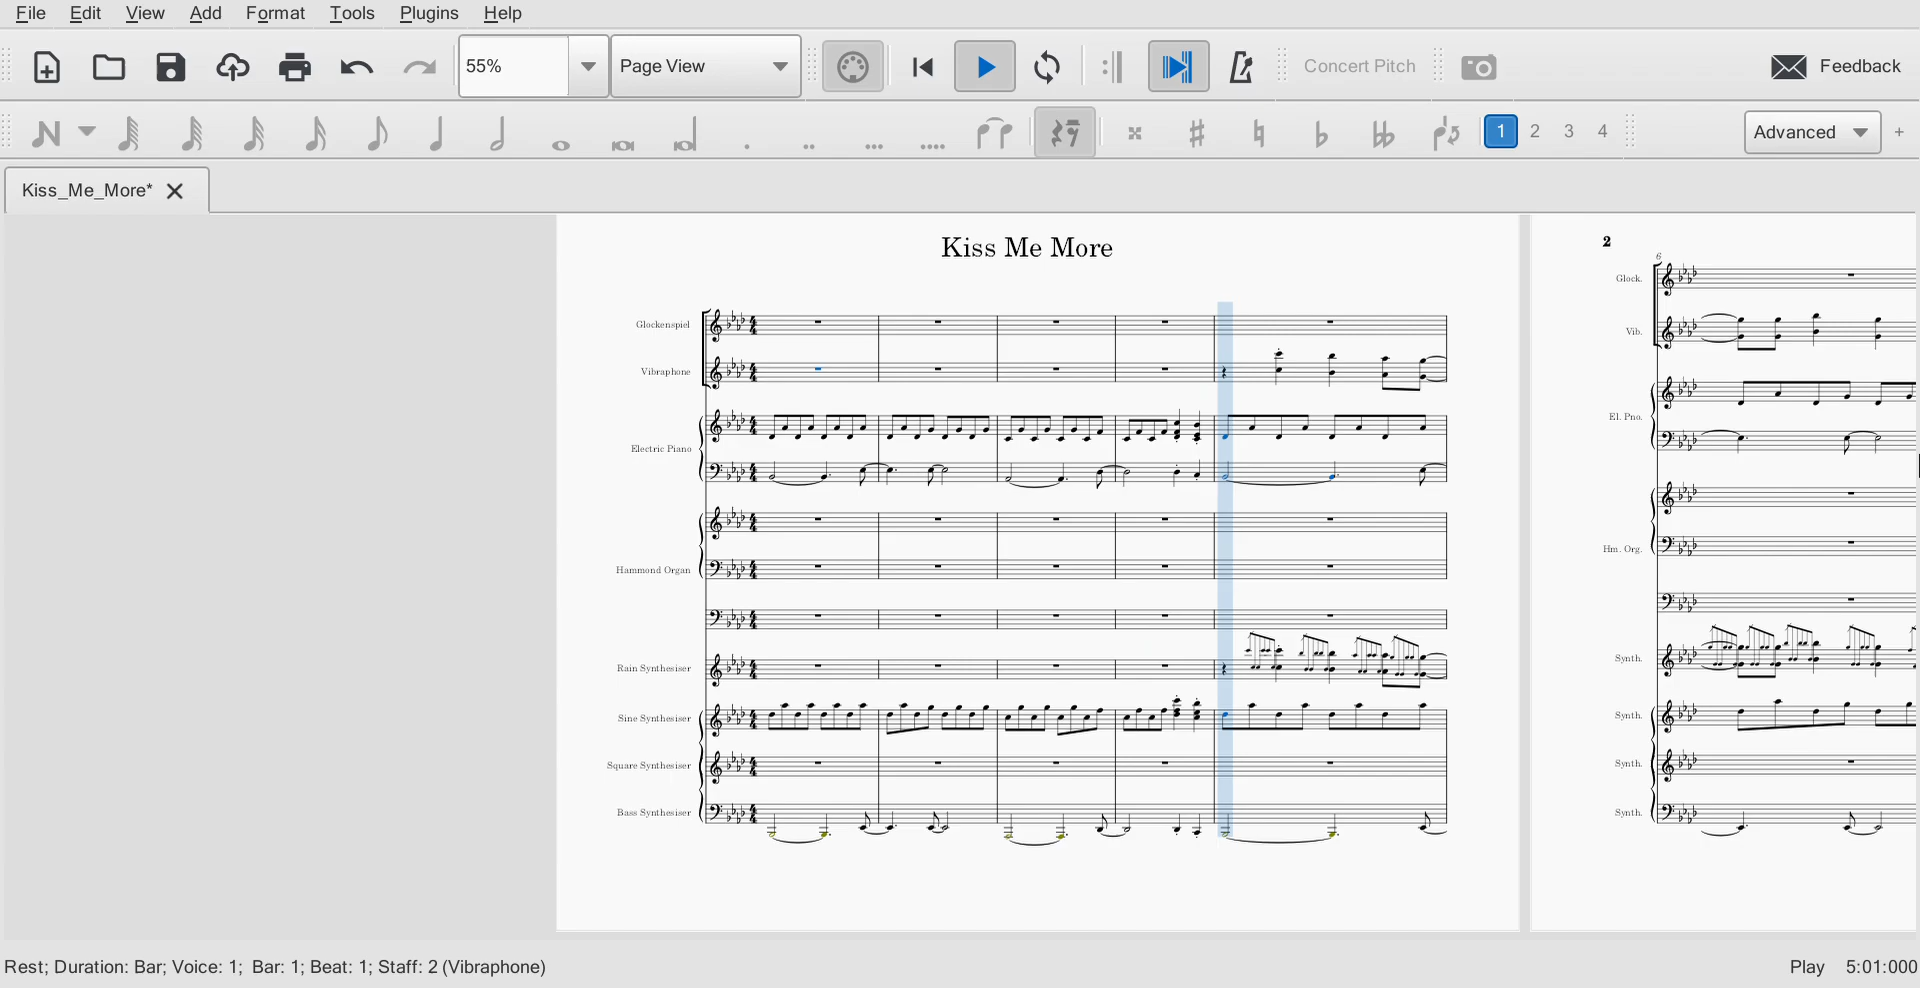 File Edit View Add Format Tools Plugins Help
55% Page View Concert Pitch Feedback
1 2 3 4 Advanced +
Kiss_Me_More*
Kiss Me More
Glockenspiel
Vibraphone
Electric Piano
Hammond Organ
Rain Synthesiser
Sine Synthesiser
Square Synthesiser
Bass Synthesiser
2
6
Glock.
Vib.
El. Pno.
Hm. Org.
Synth.
Synth.
Synth.
Synth.
Rest; Duration: Bar; Voice: 1; Bar: 1; Beat: 1; Staff: 2 (Vibraphone) Play 5:01:000